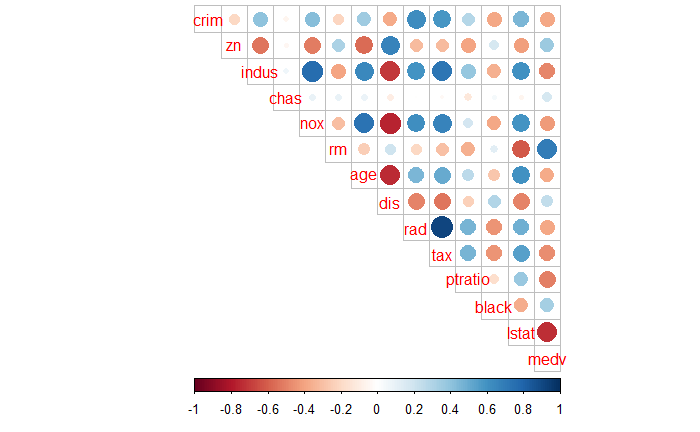 crim
zn
indus
chas
nox
rm
age
dis
rad
tax
ptratio
black
lstat
medv
-1 -0.8 -0.6 -0.4 -0.2 0 0.2 0.4 0.6 0.8 1